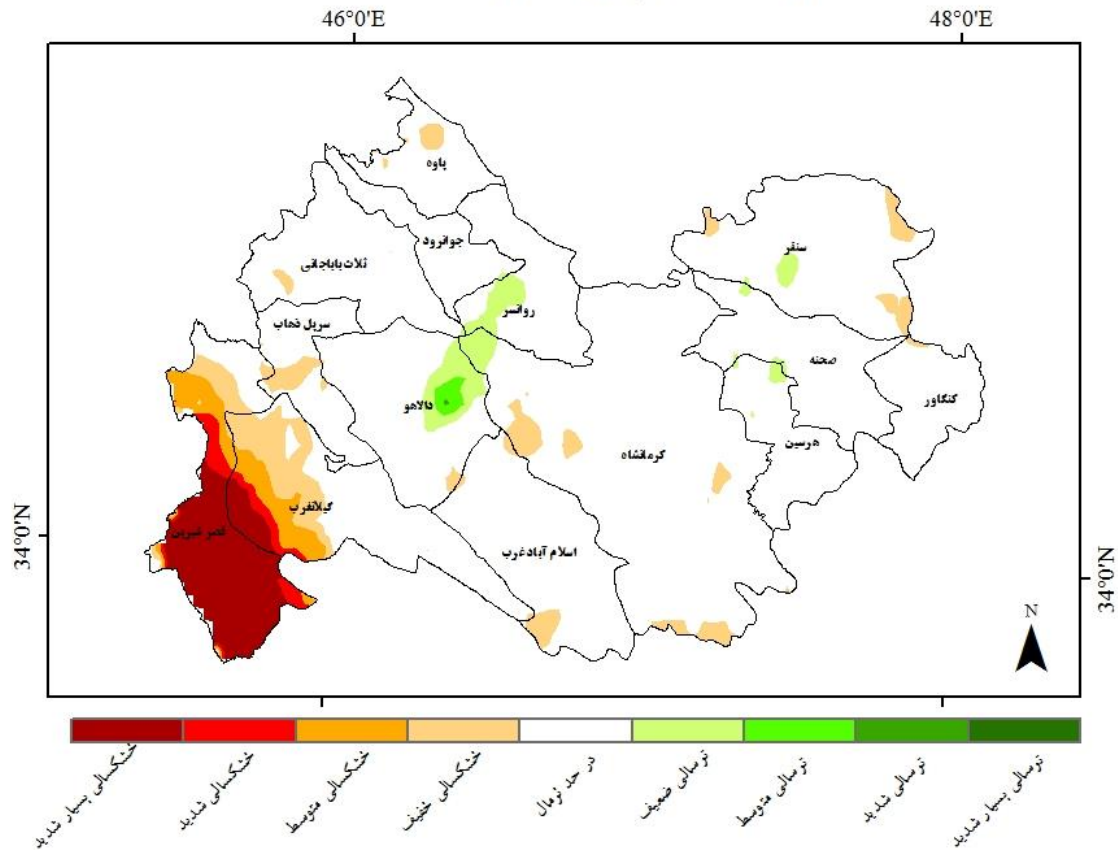 46°0'E
48°0'E
پاوه
جوانرود
سنقر
ثلاث باباجانی
روانسر
سرپل ذهاب
صحنه
کنگاور
دالاهو
هرسین
کرمانشاه
گیلانغرب
قصر شیرین
اسلام آبادغرب
34°0'N
34°0'N
N
خشکسالی بسیار شدید
خشکسالی شدید
خشکسالی متوسط
خشکسالی خفیف
در حد نرمال
ترسالی ضعیف
ترسالی متوسط
ترسالی شدید
ترسالی بسیار شدید